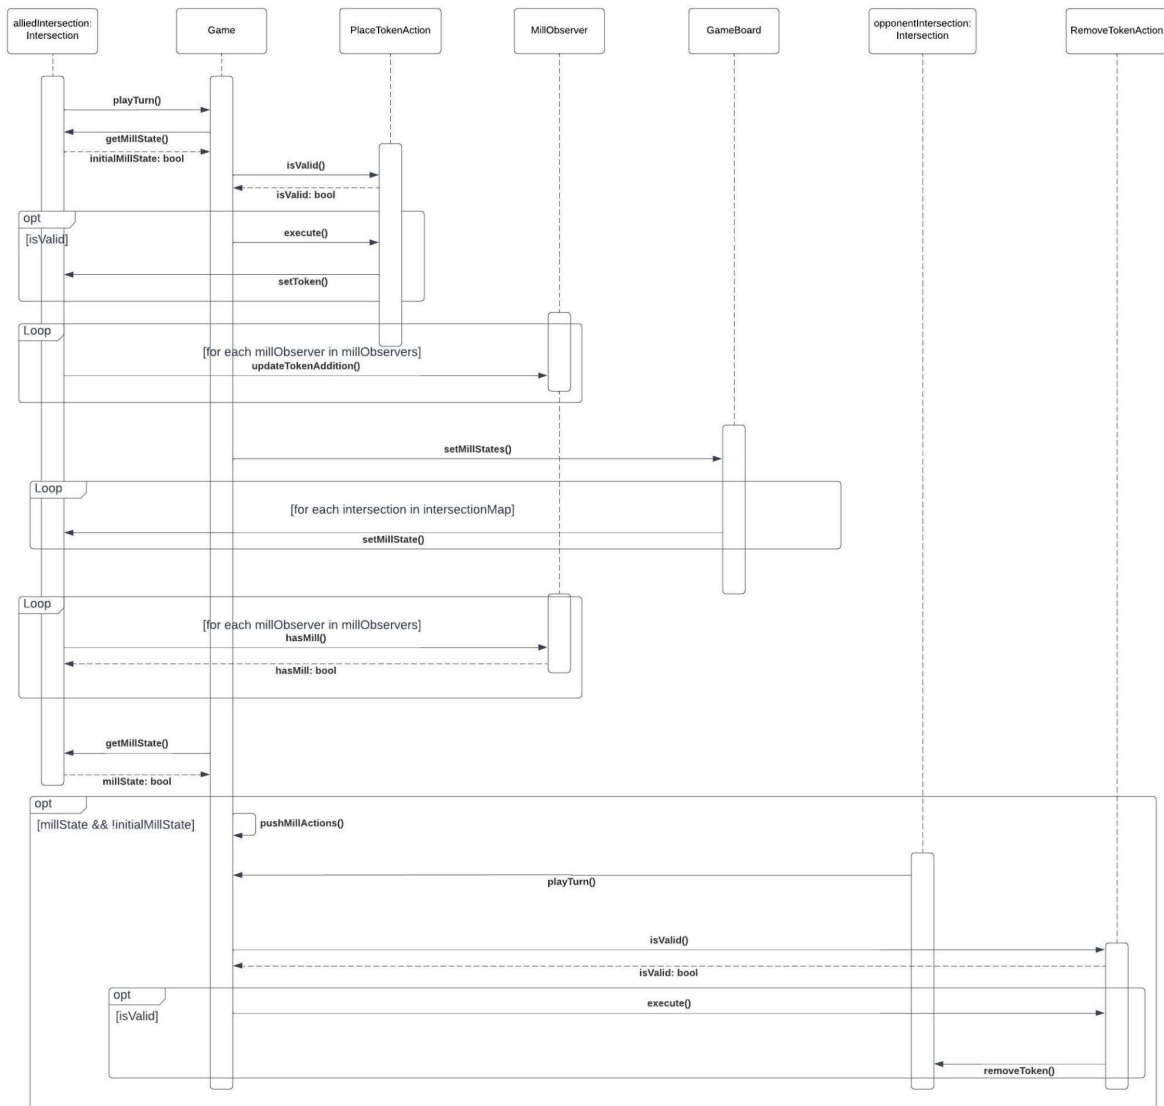 alliedIntersection:
Intersection
Game
PlaceTokenAction
MillObserver
GameBoard
opponentIntersection:
Intersection
RemoveTokenAction
playTurn()
getMillState()
initialMillState: bool
isValid()
isValid: bool
opt
[isValid]
execute()
setToken()
Loop
[for each millObserver in millObservers]
updateTokenAddition()
setMillStates()
Loop
[for each intersection in intersectionMap]
setMillState()
Loop
[for each millObserver in millObservers]
hasMill()
hasMill: bool
getMillState()
millState: bool
opt
[millState && !initialMillState]
pushMillActions()
playTurn()
isValid()
isValid: bool
opt
[isValid]
execute()
removeToken()